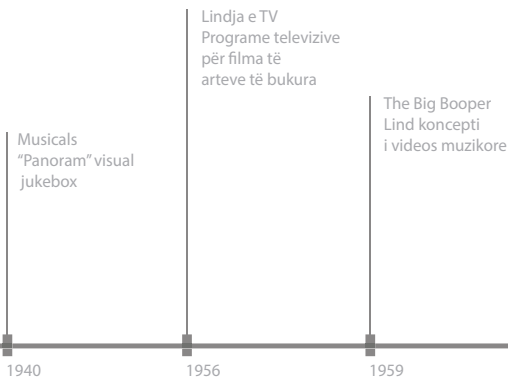 Lindja e TV
Programe televizive
për filma të
arteve të bukura
The Big Booper
Lind koncepti
i videos muzikore
Musicals
“Panoram” visual
jukebox
1940
1956
1959